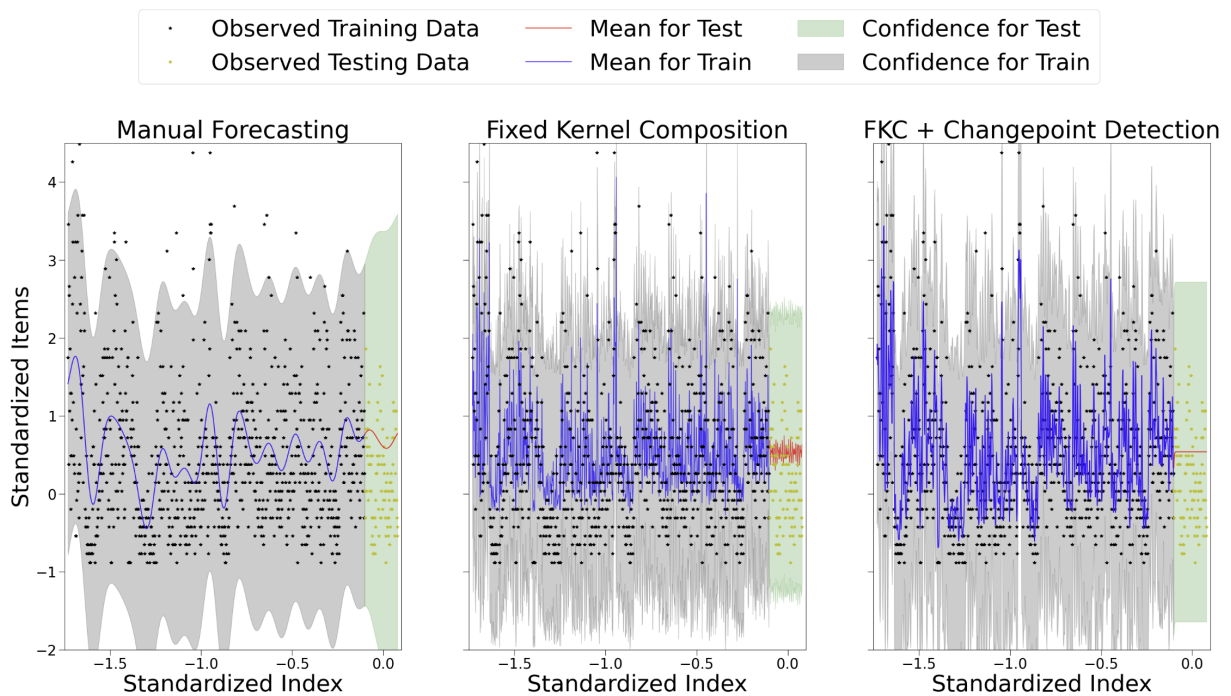 Observed Training Data
Observed Testing Data
Mean for Test
Mean for Train
Confidence for Test
Confidence for Train
Manual Forecasting
Fixed Kernel Composition
FKC + Changepoint Detection
Standardized Items
4
3
2
1
0
−1
−2
−1.5 −1.0 −0.5 0.0
−1.5 −1.0 −0.5 0.0
−1.5 −1.0 −0.5 0.0
Standardized Index
Standardized Index
Standardized Index